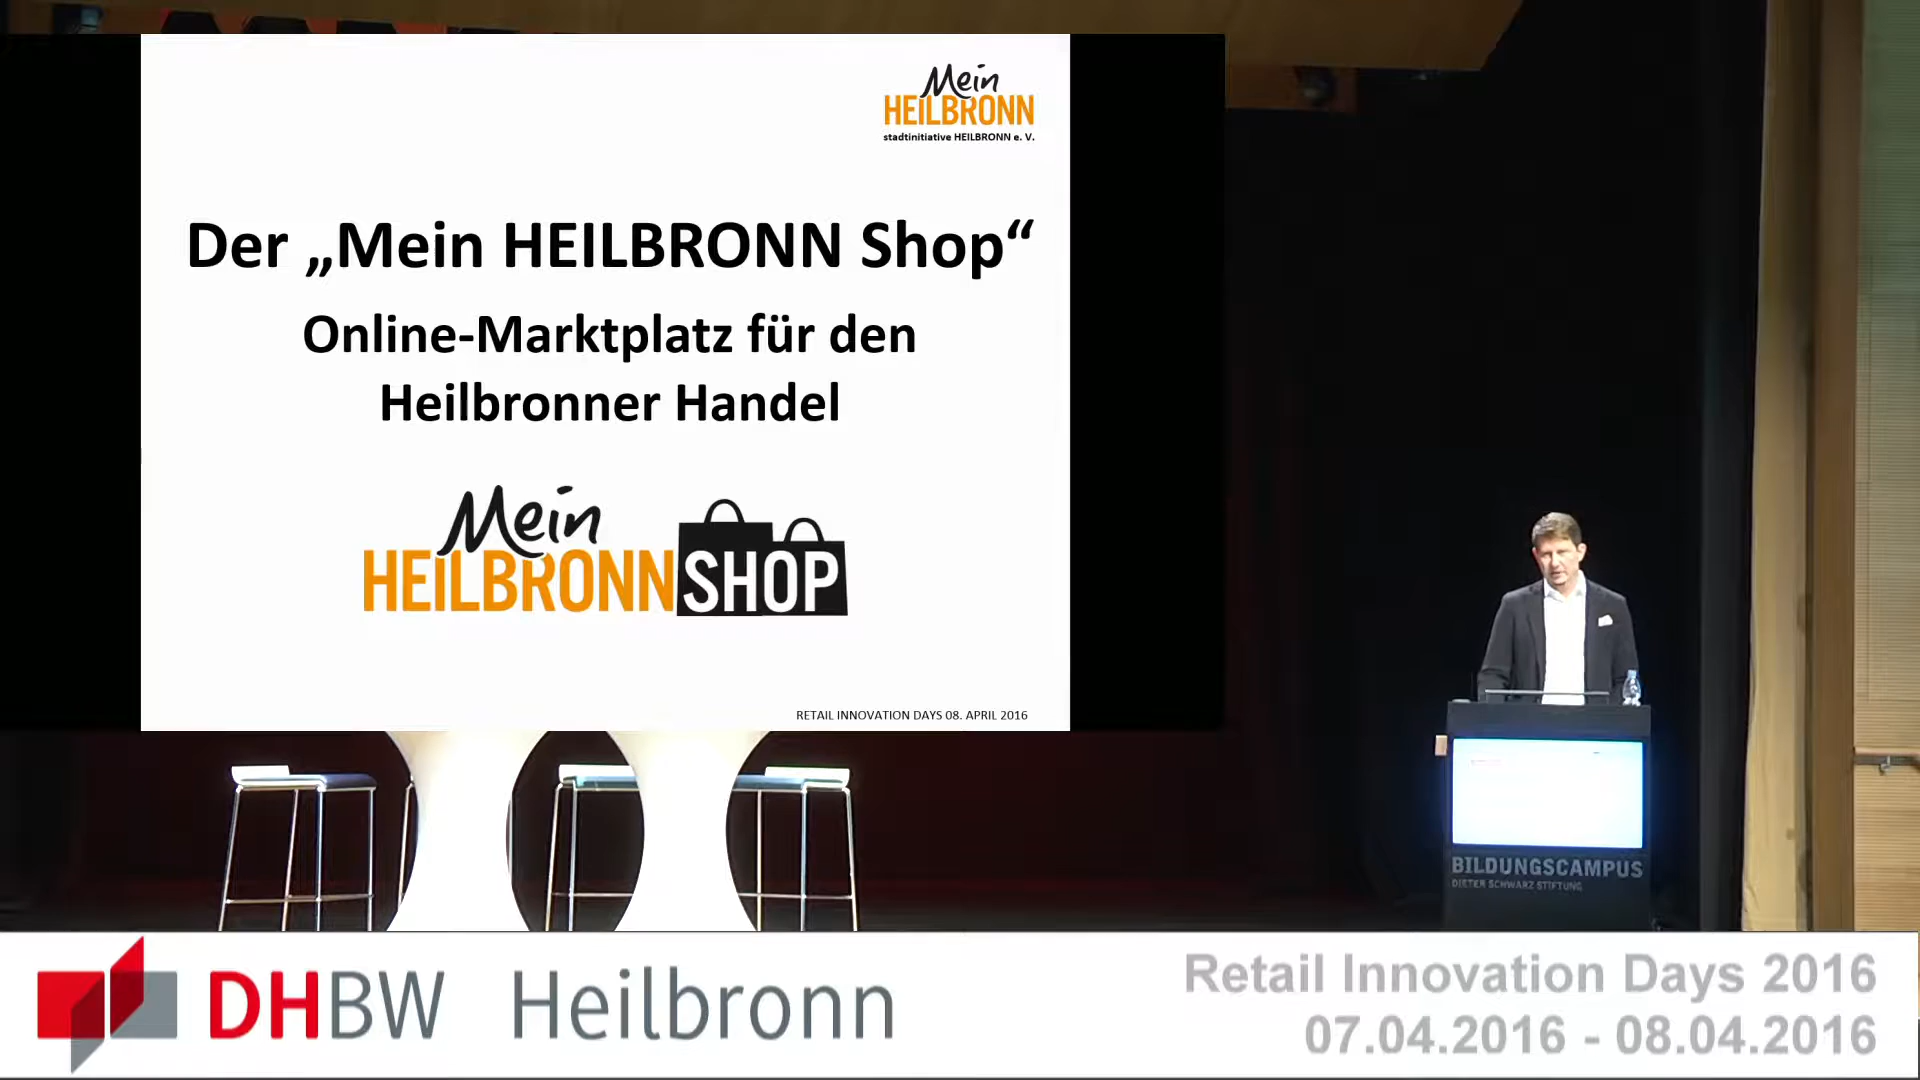 Mein
HEILBRONN
stadtinitiative HEILBRONN e. V.
Der „Mein HEILBRONN Shop“
Online-Marktplatz für den
Heilbronner Handel
Mein
HEILBRONN SHOP
RETAIL INNOVATION DAYS 08. APRIL 2016
BILDUNGSCAMPUS
DIETER SCHWARZ STIFTUNG
DHBW Heilbronn
Retail Innovation Days 2016
07.04.2016 - 08.04.2016